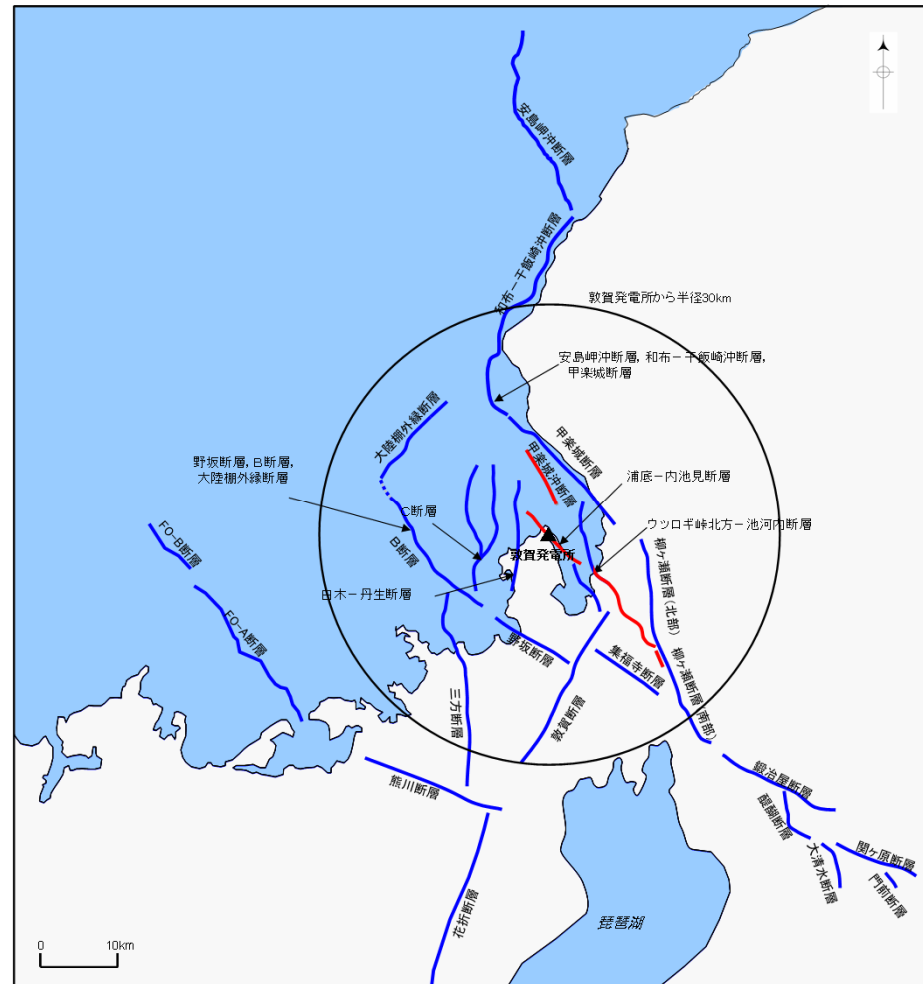 安島岬沖断層
和布－干飯崎沖断層
敦賀発電所から半径30km
安島岬沖断層，和布－干飯崎沖断層，
甲楽城断層
大陸棚外縁断層
甲楽城断層
甲楽城沖断層
野坂断層，B断層，
大陸棚外縁断層
浦底－内池見断層
C断層
ウツロギ峠北方－池河内断層
FO-B断層
B断層
敦賀発電所
柳ヶ瀬断層（北部）
白木－丹生断層
FO-A断層
野坂断層
集福寺断層
柳ヶ瀬断層（南部）
三方断層
敦賀断層
熊川断層
鍛冶屋断層
醍醐断層
大清水断層
関ヶ原断層
門前断層
花折断層
琵琶湖
0
10km